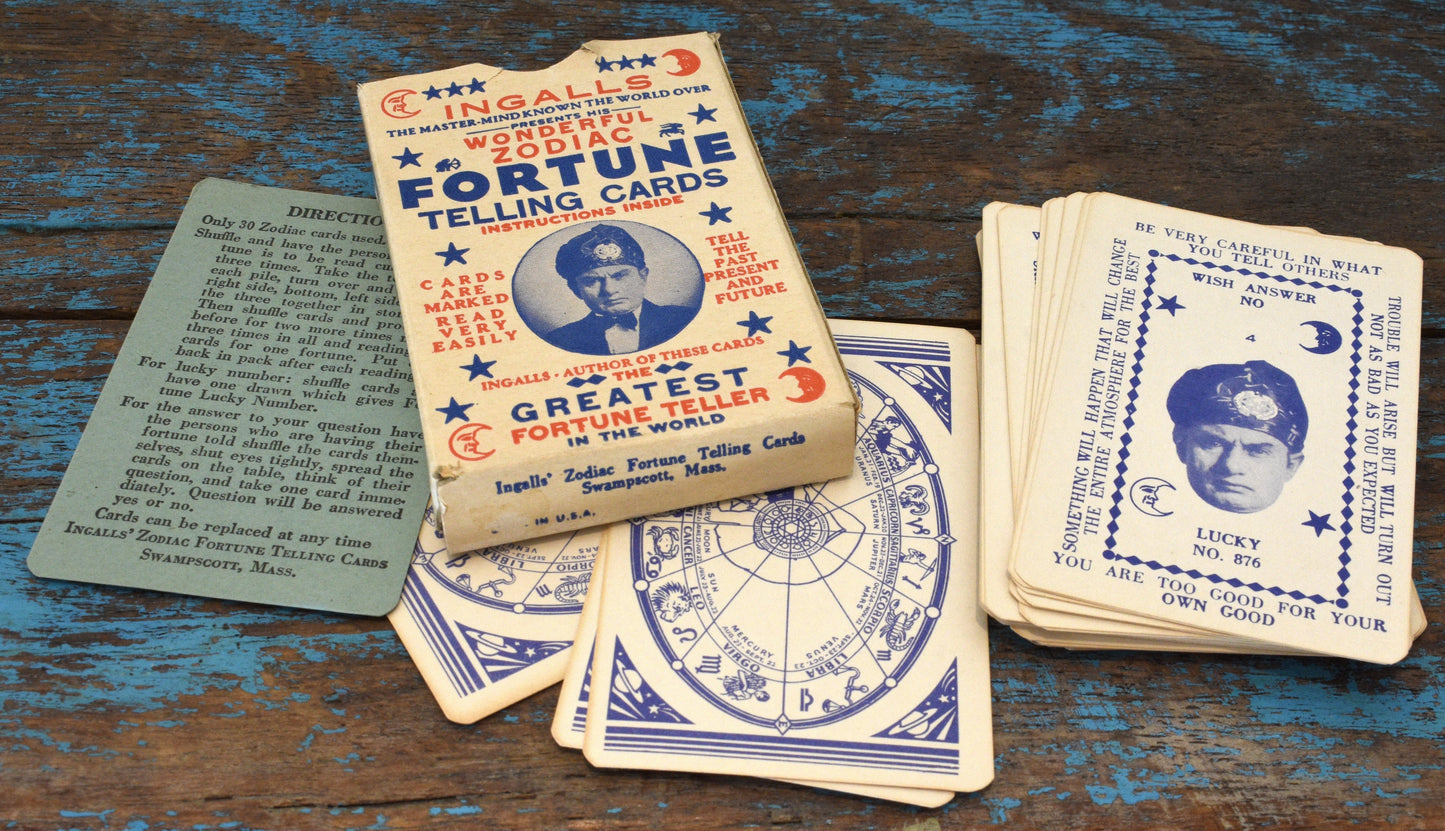 DIRECTIO
Only 30 Zodiac cards used.
Shuffle and have the person
tune is to be read cu
three times. Take the t
each pile, turn over and
right side, bottom, left side
the three together in stor
Then shuffle cards and pro
before for two more times m
three times in all and reading
cards for one fortune. Put
back in pack after each reading
For lucky number: shuffle cards
have one drawn which gives F
tune Lucky Number.
For the answer to your question have
the persons who are having their
fortune told shuffle the cards them-
selves, shut eyes tightly, spread the
cards on the table, think of their
question, and take one card imme-
diately. Question will be answered
yes or no.
Cards can be replaced at any time
INGALLS' ZODIAC FORTUNE TELLING CARDS
SWAMPSCOTT, MASS.
INGALLS
THE MASTER-MIND KNOWN THE WORLD OVER
PRESENTS HIS
WONDERFUL
ZODIAC
FORTUNE
TELLING CARDS
INSTRUCTIONS INSIDE
CARDS
ARE
MARKED
READ
VERY
EASILY
TELL
THE
PAST
PRESENT
AND
FUTURE
INGALLS - AUTHOR OF THESE CARDS
THE
GREATEST
FORTUNE TELLER
IN THE WORLD
Ingalls' Zodiac Fortune Telling Cards
Swampscott, Mass.
IN U.S.A.
LIBRA
SCORPIO
AQUARIUS
CAPRICORN
SAGITTARIUS
SCORPIO
LIBRA
VIRGO
LEO
CANCER
URANUS
SATURN
JUPITER
MARS
VENUS
MERCURY
SUN
MOON
BE VERY CAREFUL IN WHAT
YOU TELL OTHERS
SOMETHING WILL HAPPEN THAT WILL CHANGE
THE ENTIRE ATMOSPHERE FOR THE BEST
WISH ANSWER
NO
4
LUCKY
NO. 876
TROUBLE WILL ARISE BUT WILL TURN OUT
NOT AS BAD AS YOU EXPECTED
YOU ARE TOO GOOD FOR YOUR
OWN GOOD